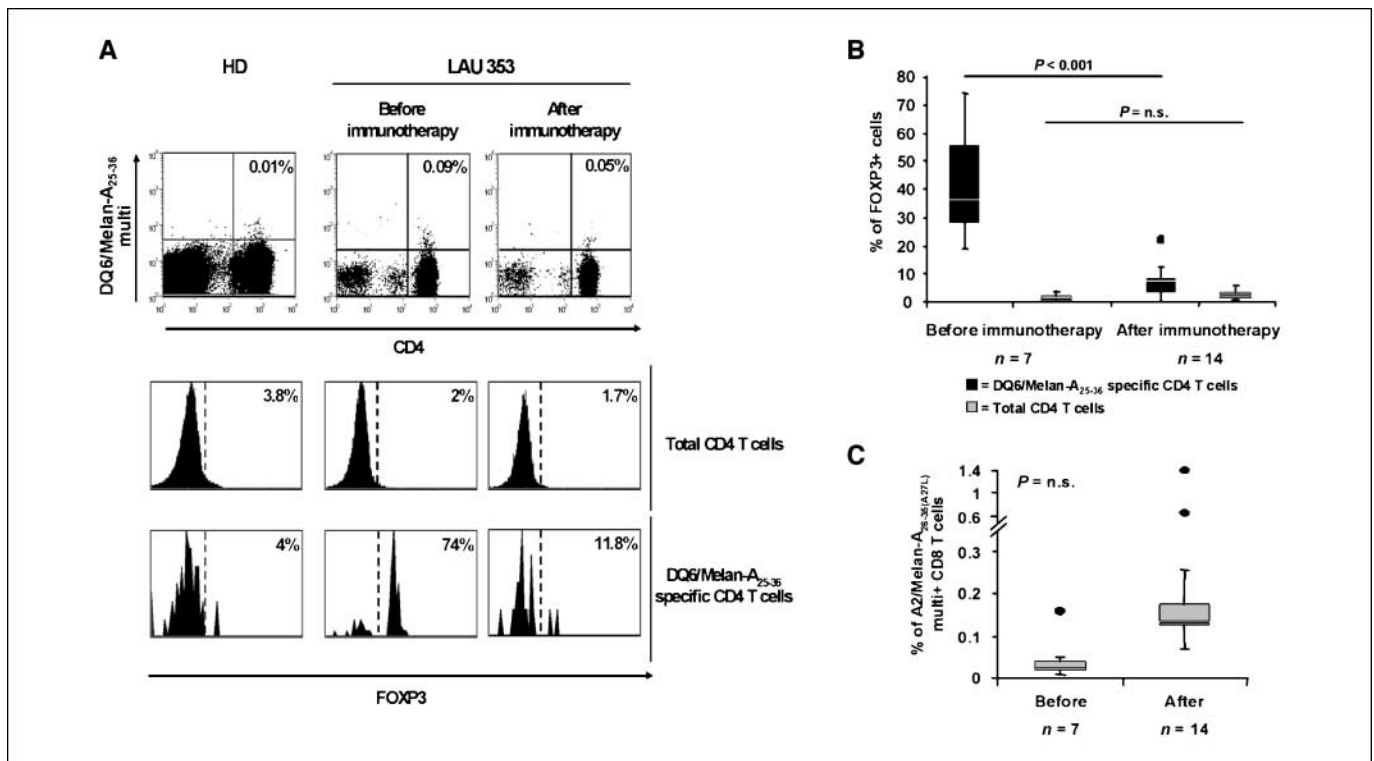 A
HD
LAU 353
Before immunotherapy
After immunotherapy
DQ6/Melan-A25-36 multi
0.01%
0.09%
0.05%
CD4
3.8%
2%
1.7%
Total CD4 T cells
4%
74%
11.8%
DQ6/Melan-A25-36 specific CD4 T cells
FOXP3
B
P < 0.001
P = n.s.
% of FOXP3+ cells
80
70
60
50
40
30
20
10
0
Before immunotherapy
After immunotherapy
n = 7
n = 14
= DQ6/Melan-A25-36 specific CD4 T cells
= Total CD4 T cells
C
P = n.s.
% of A2/Melan-A26-35(A27L) multi+ CD8 T cells
1.4
1
0.6
0.3
0.2
0.1
0
Before
After
n = 7
n = 14